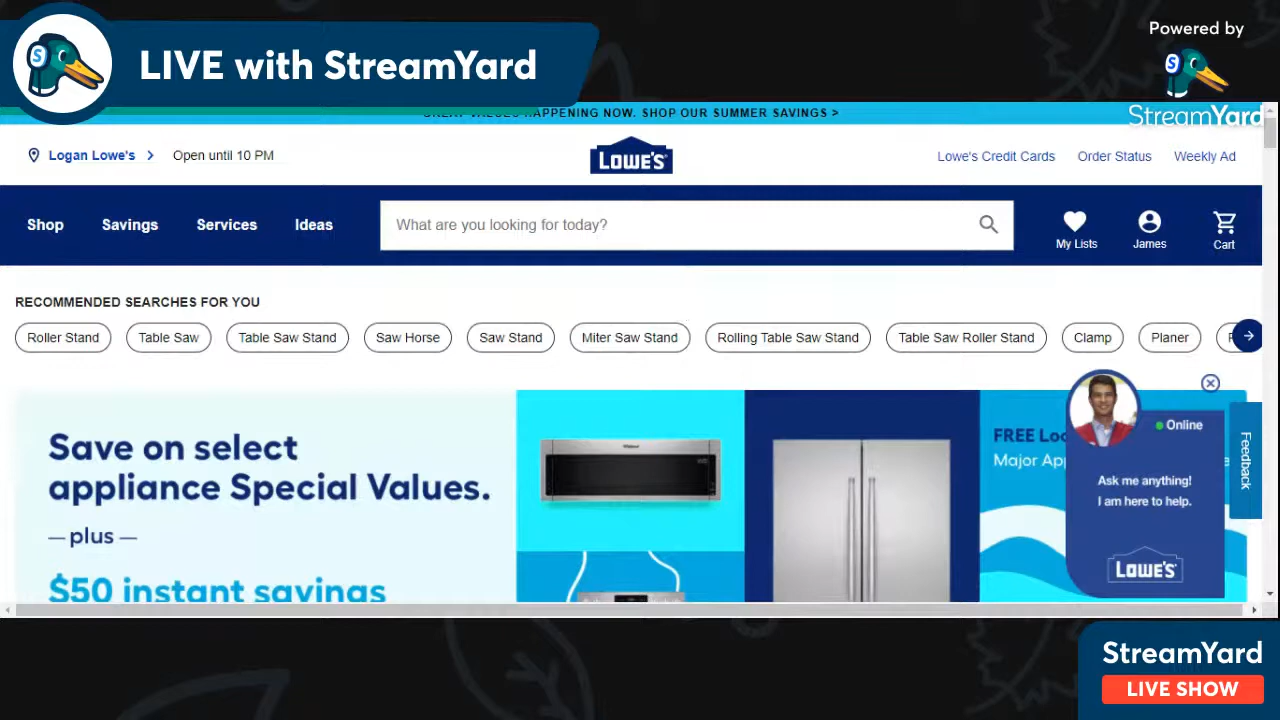 LIVE with StreamYard
Powered by
StreamYard
GREAT VALUES HAPPENING NOW. SHOP OUR SUMMER SAVINGS >
Logan Lowe's
Open until 10 PM
LOWE'S
Lowe's Credit Cards
Order Status
Weekly Ad
Shop
Savings
Services
Ideas
What are you looking for today?
My Lists
James
Cart
RECOMMENDED SEARCHES FOR YOU
Roller Stand
Table Saw
Table Saw Stand
Saw Horse
Saw Stand
Miter Saw Stand
Rolling Table Saw Stand
Table Saw Roller Stand
Clamp
Planer
Save on select
appliance Special Values.
— plus —
$50 instant savings
FREE
Major
Online
Ask me anything!
I am here to help.
LOWE'S
Feedback
StreamYard
LIVE SHOW